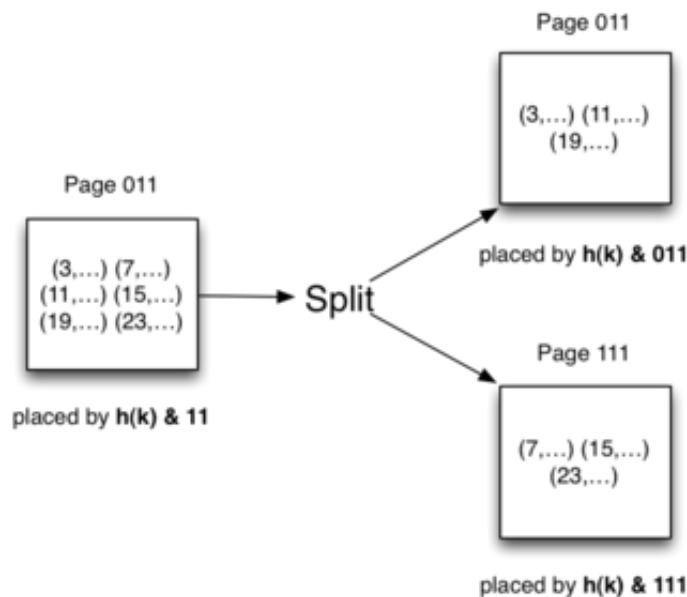 Page 011
(3,...) (7,...)
(11,...) (15,...)
(19,...) (23,...)
placed by h(k) & 11
Split
Page 011
(3,...) (11,...)
(19,...)
placed by h(k) & 011
Page 111
(7,...) (15,...)
(23,...)
placed by h(k) & 111